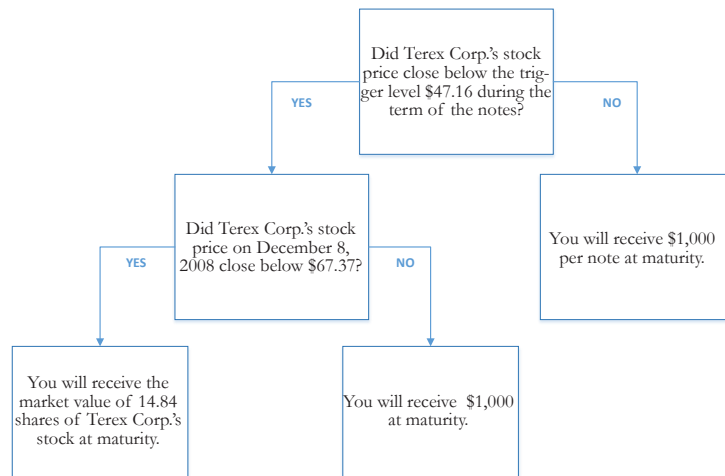 Did Terex Corp.'s stock
price close below the trig-
ger level $47.16 during the
term of the notes?
YES
NO
Did Terex Corp.'s stock
price on December 8,
2008 close below $67.37?
You will receive $1,000
per note at maturity.
YES
NO
You will receive the
market value of 14.84
shares of Terex Corp.'s
stock at maturity.
You will receive $1,000
at maturity.